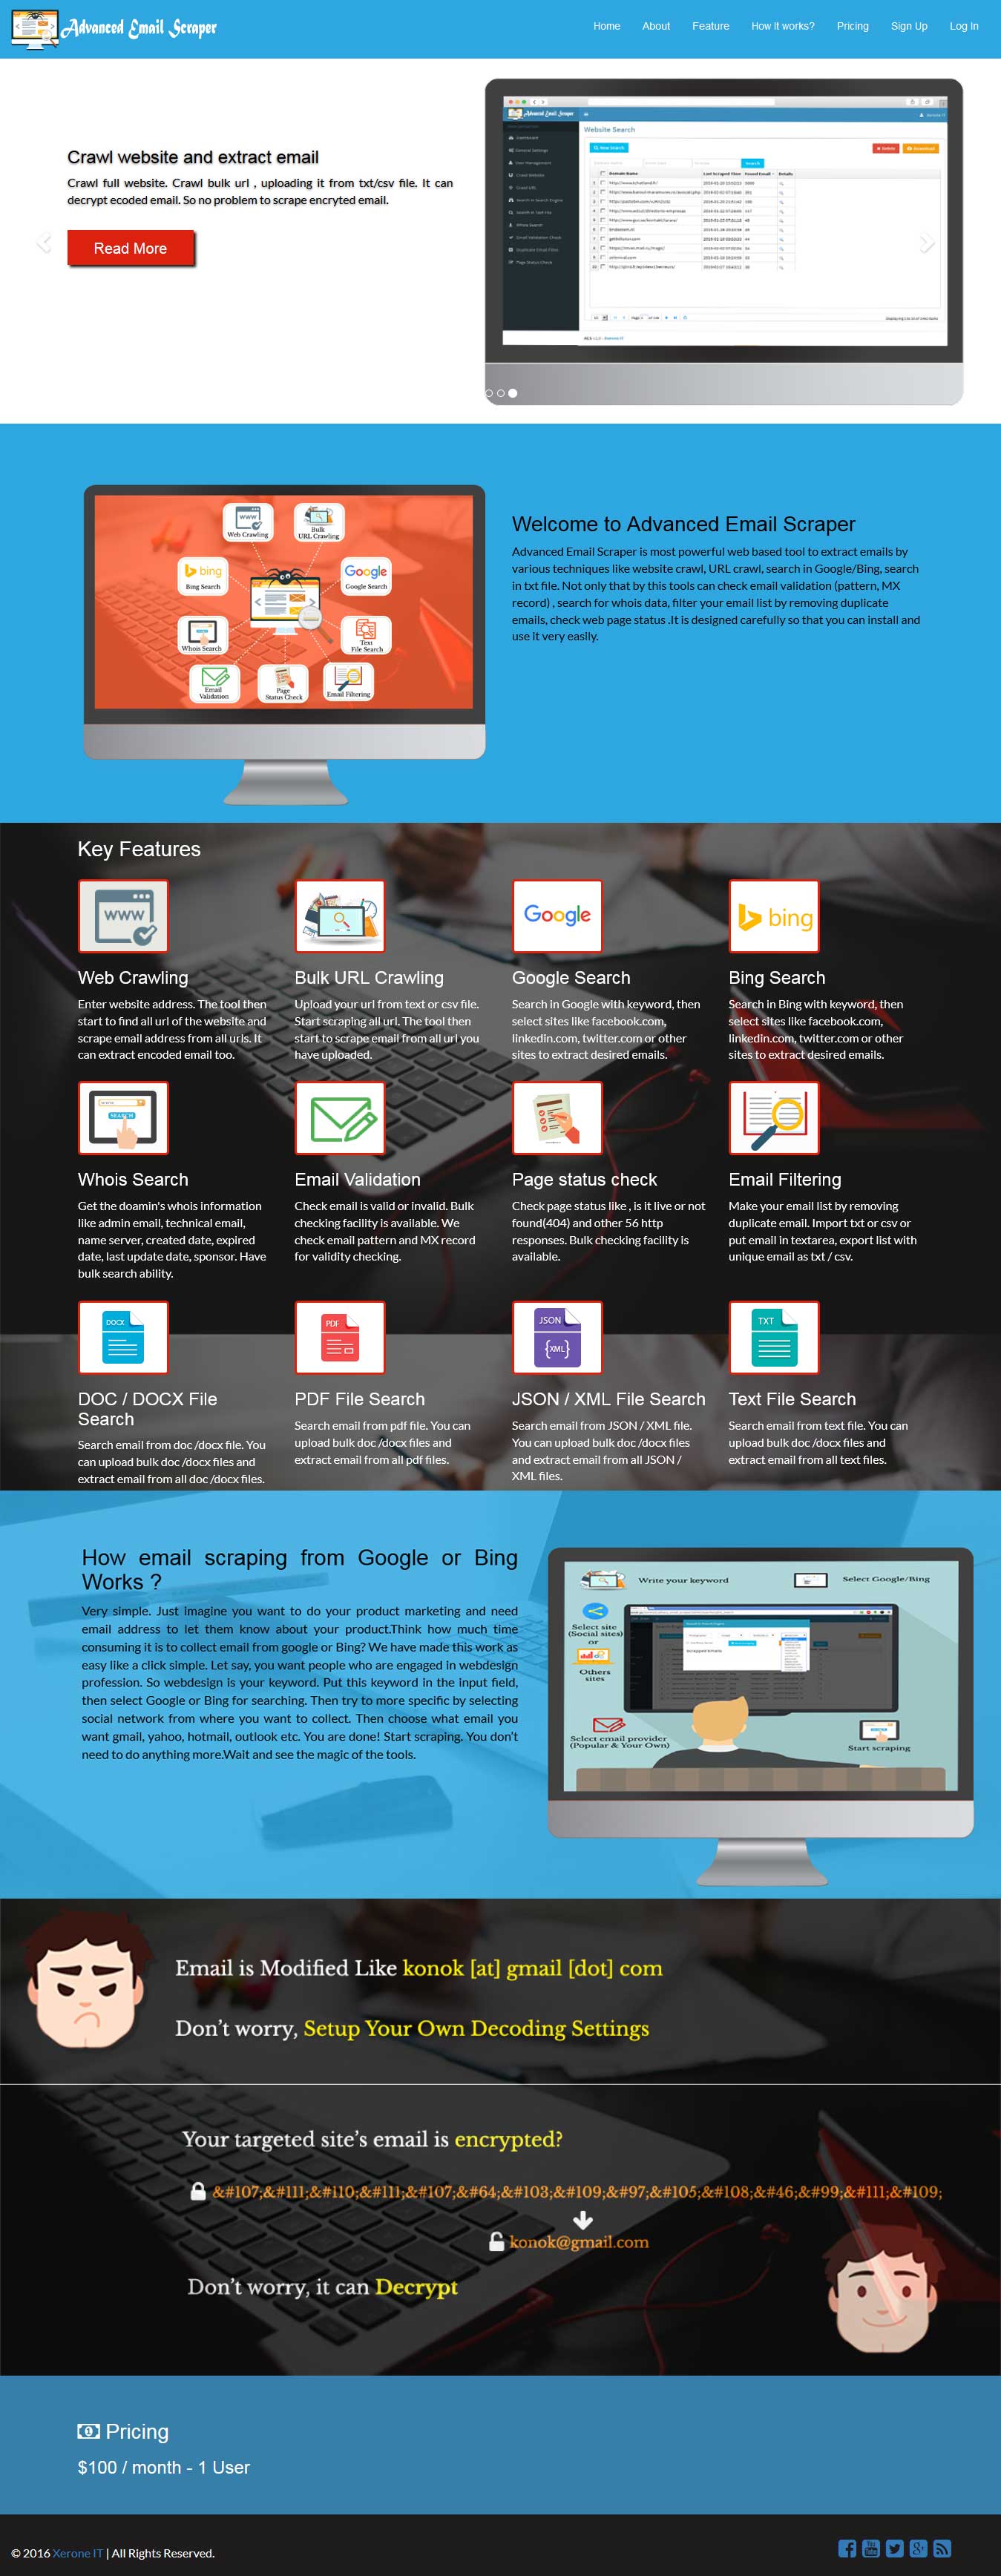 Advanced Email Scraper
Home About Feature How It works? Pricing Sign Up Log In
Crawl website and extract email
Crawl full website. Crawl bulk url , uploading it from txt/csv file. It can
decrypt ecoded email. So no problem to scrape encryted email.
Read More
Advanced Email Scraper
Website Search
New Search
Domain Name Last Scraped Time Found Email Details
Welcome to Advanced Email Scraper
Advanced Email Scraper is most powerful web based tool to extract emails by
various techniques like website crawl, URL crawl, search in Google/Bing, search
in txt file. Not only that by this tools can check email validation (pattern, MX
record) , search for whois data, filter your email list by removing duplicate
emails, check web page status .It is designed carefully so that you can install and
use it very easily.
www
Web Crawling
Bulk
URL Crawling
bing
Bing Search
Google
Google Search
Whois Search
Text
File Search
Email
Validation
Page
Status Check
Email Filtering
Key Features
WWW
Google
bing
Web Crawling
Enter website address. The tool then
start to find all url of the website and
scrape email address from all urls. It
can extract encoded email too.
Bulk URL Crawling
Upload your url from text or csv file.
Start scraping all url. The tool then
start to scrape email from all url you
have uploaded.
Google Search
Search in Google with keyword, then
select sites like facebook.com,
linkedin.com, twitter.com or other
sites to extract desired emails.
Bing Search
Search in Bing with keyword, then
select sites like facebook.com,
linkedin.com, twitter.com or other
sites to extract desired emails.
SEARCH
Whois Search
Get the doamin's whois information
like admin email, technical email,
name server, created date, expired
date, last update date, sponsor. Have
bulk search ability.
Email Validation
Check email is valid or invalid. Bulk
checking facility is available. We
check email pattern and MX record
for validity checking.
Page status check
Check page status like , is it live or not
found(404) and other 56 http
responses. Bulk checking facility is
available.
Email Filtering
Make your email list by removing
duplicate email. Import txt or csv or
put email in textarea, export list with
unique email as txt / csv.
DOCX
PDF
JSON
{XML}
TXT
DOC / DOCX File
Search
Search email from doc /docx file. You
can upload bulk doc /docx files and
extract email from all doc /docx files.
PDF File Search
Search email from pdf file. You can
upload bulk doc /docx files and
extract email from all pdf files.
JSON / XML File Search
Search email from JSON / XML file.
You can upload bulk doc /docx files
and extract email from all JSON /
XML files.
Text File Search
Search email from text file. You can
upload bulk doc /docx files and
extract email from all text files.
How email scraping from Google or Bing
Works ?
Very simple. Just imagine you want to do your product marketing and need
email address to let them know about your product.Think how much time
consuming it is to collect email from google or Bing? We have made this work as
easy like a click simple. Let say, you want people who are engaged in webdesign
profession. So webdesign is your keyword. Put this keyword in the input field,
then select Google or Bing for searching. Then try to more specific by selecting
social network from where you want to collect. Then choose what email you
want gmail, yahoo, hotmail, outlook etc. You are done! Start scraping. You don't
need to do anything more.Wait and see the magic of the tools.
Write your keyword
Select Google/Bing
Select site
(Social sites)
or
Others
sites
Select email provider
(Popular & Your Own)
Start scraping
Email is Modified Like konok [at] gmail [dot] com
Don't worry, Setup Your Own Decoding Settings
Your targeted site's email is encrypted?
&#107;&#111;&#110;&#111;&#107;&#64;&#103;&#109;&#97;&#105;&#108;&#46;&#99;&#111;&#109;
konok@gmail.com
Don't worry, it can Decrypt
Pricing
$100 / month - 1 User
© 2016 Xerone IT | All Rights Reserved.